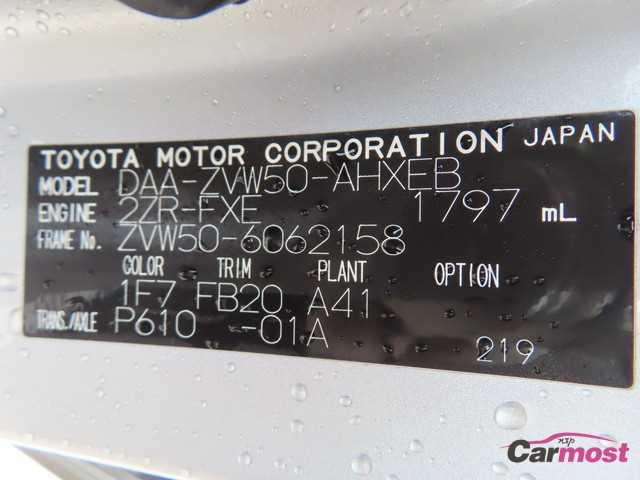 TOYOTA MOTOR CORPORATION JAPAN
MODEL DAA-ZVW50-AHXEB
ENGINE 2ZR-FXE 1797 mL
FRAME No. ZVW50-6062158
COLOR TRIM PLANT OPTION
1F7 FB20 A41
TRANS./AXLE P610 -01A
219
nsp
Carmost